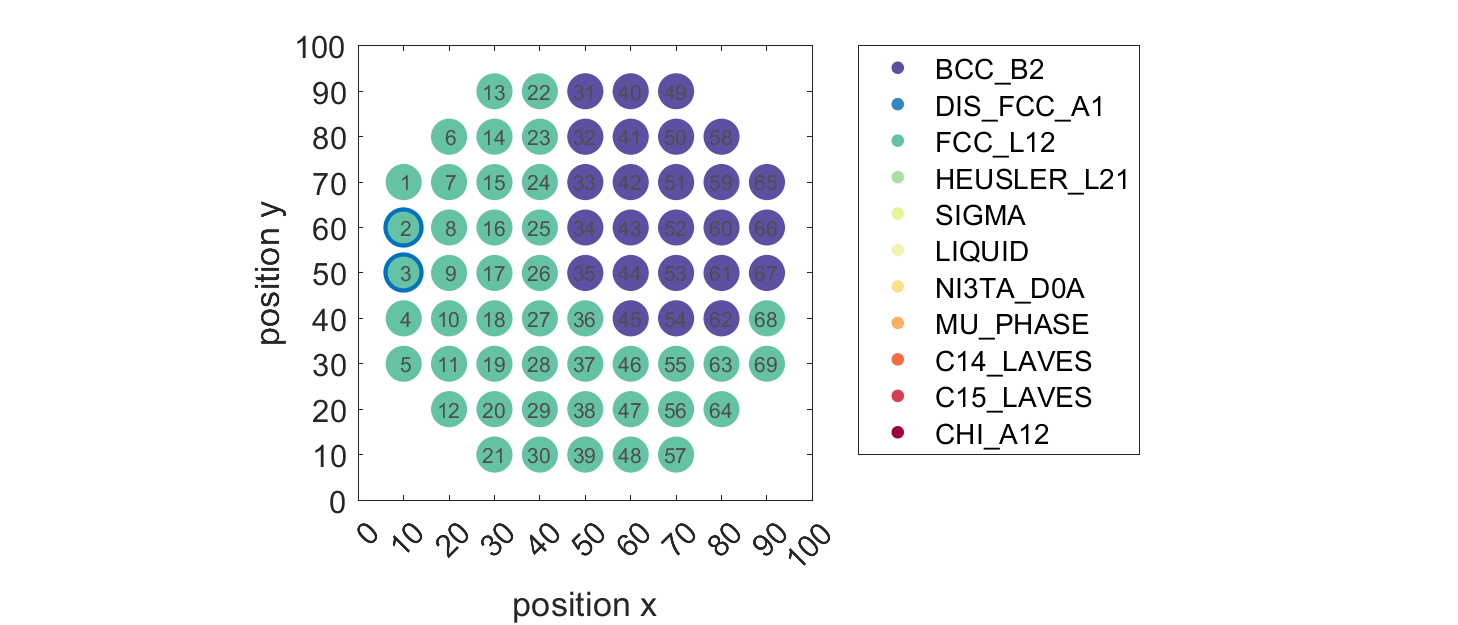 100
90
80
70
60
50
40
30
20
10
0
position y
13 22 31 40 49
6 14 23 32 41 50 58
1 7 15 24 33 42 51 59 65
2 8 16 25 34 43 52 60 66
3 9 17 26 35 44 53 61 67
4 10 18 27 36 45 54 62 68
5 11 19 28 37 46 55 63 69
12 20 29 38 47 56 64
21 30 39 48 57
0 10 20 30 40 50 60 70 80 90 100
position x
BCC_B2
DIS_FCC_A1
FCC_L12
HEUSLER_L21
SIGMA
LIQUID
NI3TA_D0A
MU_PHASE
C14_LAVES
C15_LAVES
CHI_A12